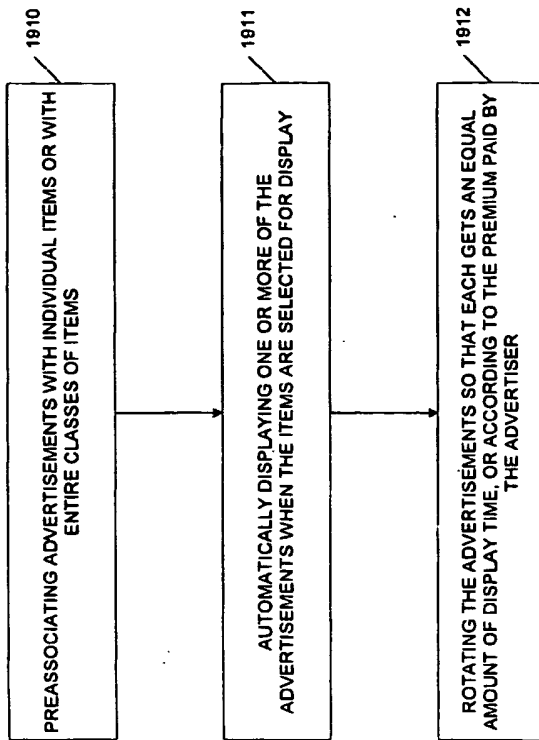 1910
PREASSOCIATING ADVERTISEMENTS WITH INDIVIDUAL ITEMS OR WITH
ENTIRE CLASSES OF ITEMS
1911
AUTOMATICALLY DISPLAYING ONE OR MORE OF THE
ADVERTISEMENTS WHEN THE ITEMS ARE SELECTED FOR DISPLAY
1912
ROTATING THE ADVERTISEMENTS SO THAT EACH GETS AN EQUAL
AMOUNT OF DISPLAY TIME, OR ACCORDING TO THE PREMIUM PAID BY
THE ADVERTISER